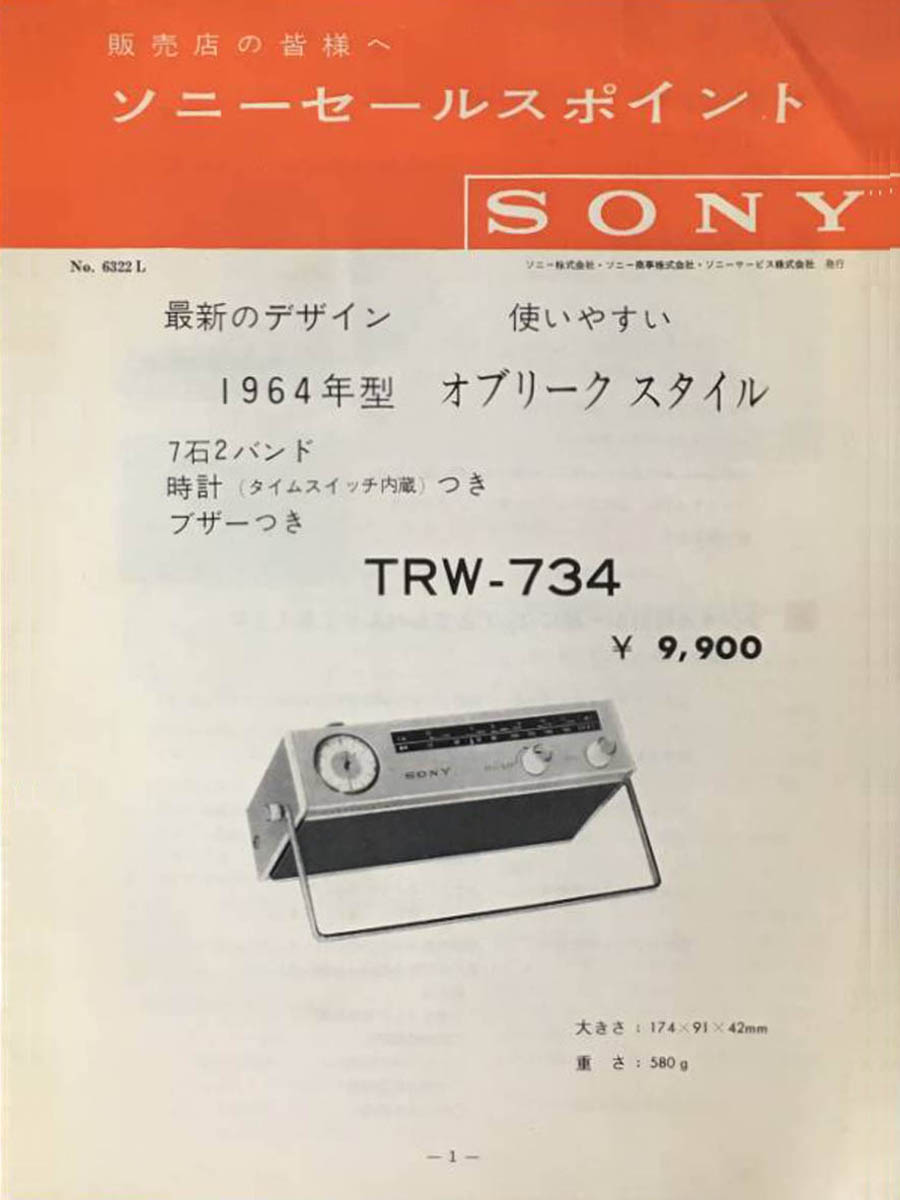 販売店の皆様へ
ソニーセールスポイント
SONY
No. 6322 L
ソニー株式会社・ソニー商事株式会社・ソニーサービス株式会社 発行
最新のデザイン 使いやすい
1964年型 オブリーク スタイル
7石2バンド
時計（タイムスイッチ内蔵）つき
ブザーつき
TRW-734
¥ 9,900
SONY
大きさ：174×91×42mm
重 さ：580g
— 1 —